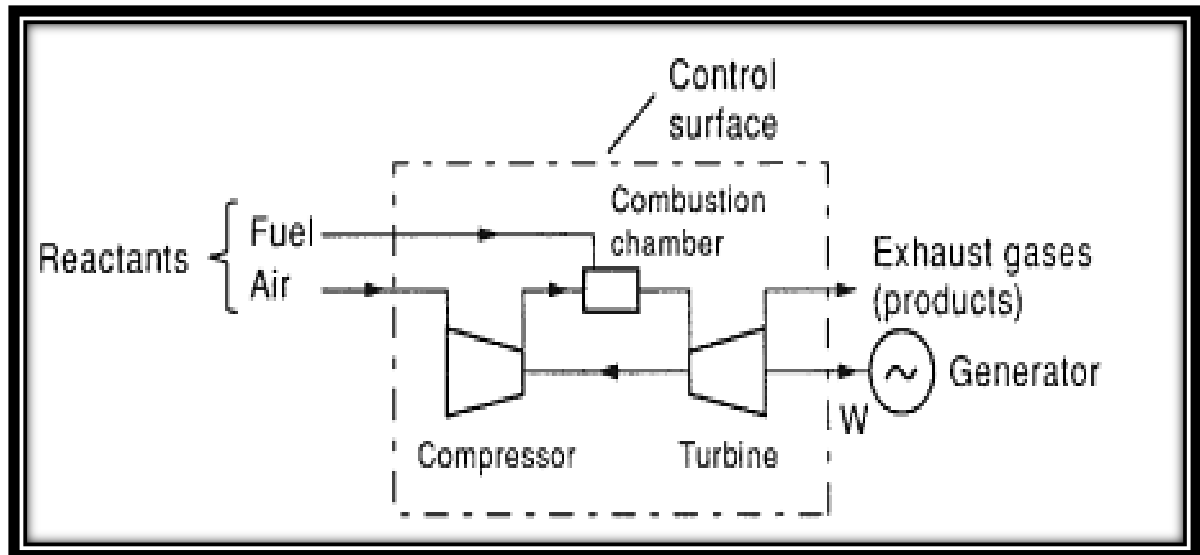 Control
surface
Combustion
chamber
Reactants
Fuel
Air
Exhaust gases
(products)
~
Generator
W
Compressor
Turbine